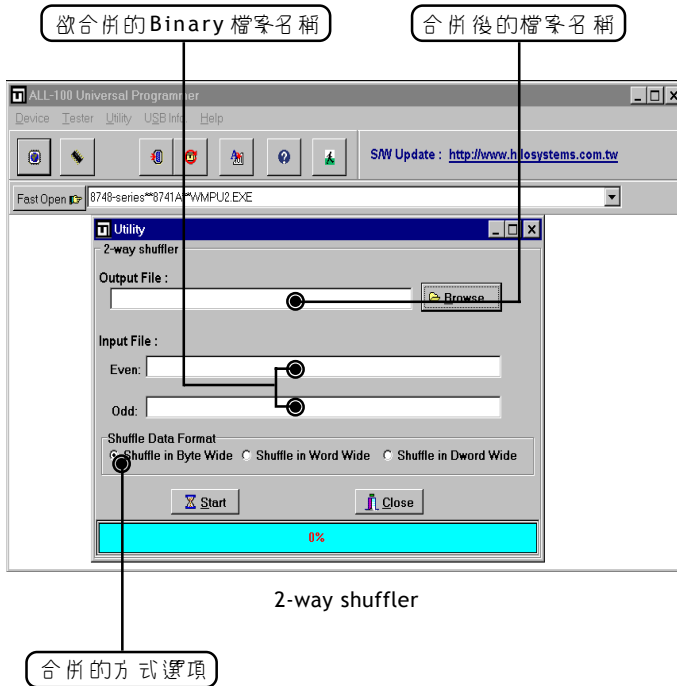 欲合併的Binary 檔案名稱
合併後的檔案名稱
ALL-100 Universal Programmer
Device Tester Utility USB Info Help
S/W Update : http://www.hilosystems.com.tw
Fast Open 8748-series**8741A**WMPU2.EXE
Utility
2-way shuffler
Output File :
Browse
Input File :
Even:
Odd:
Shuffle Data Format
Shuffle in Byte Wide Shuffle in Word Wide Shuffle in Dword Wide
Start Close
0%
2-way shuffler
合併的方式選項